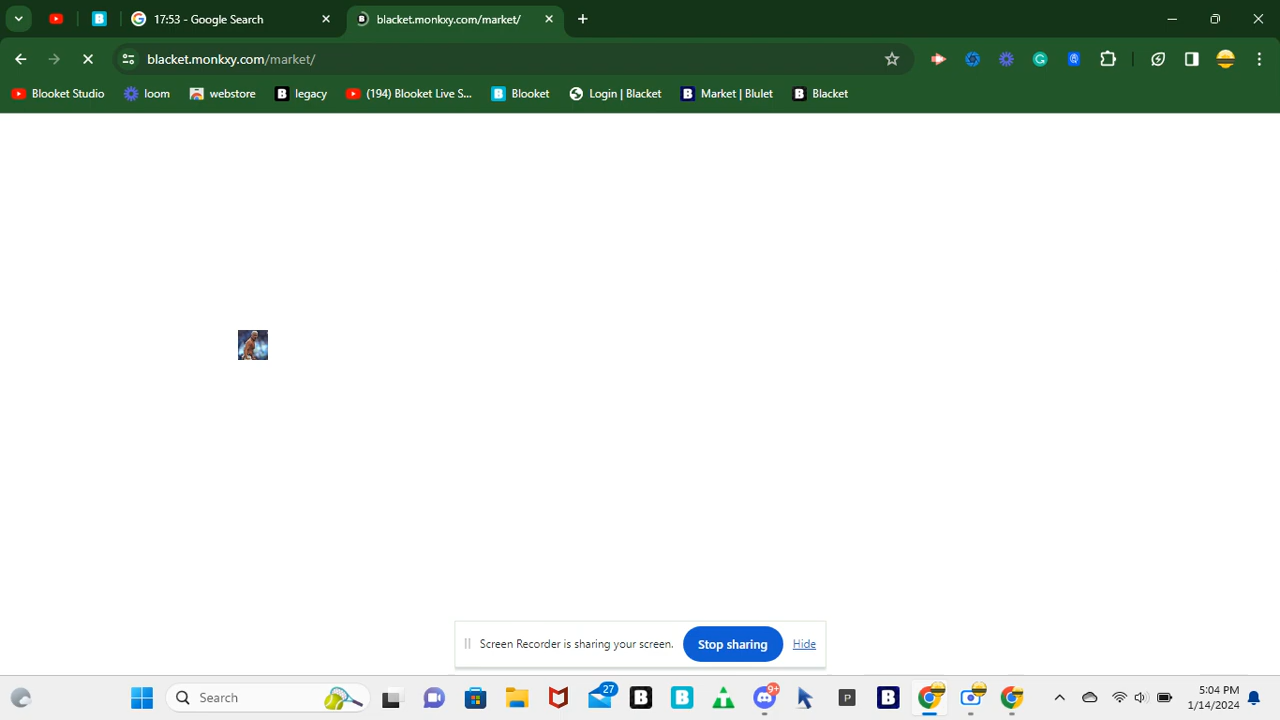 17:53 - Google Search
B blacket.monkxy.com/market/
blacket.monkxy.com/market/
Blooket Studio
loom
webstore
B legacy
(194) Blooket Live S...
B Blooket
Login | Blacket
B Market | Blulet
B Blacket
Screen Recorder is sharing your screen.
Stop sharing
Hide
Search
27
B
B
9+
P
B
5:04 PM
1/14/2024